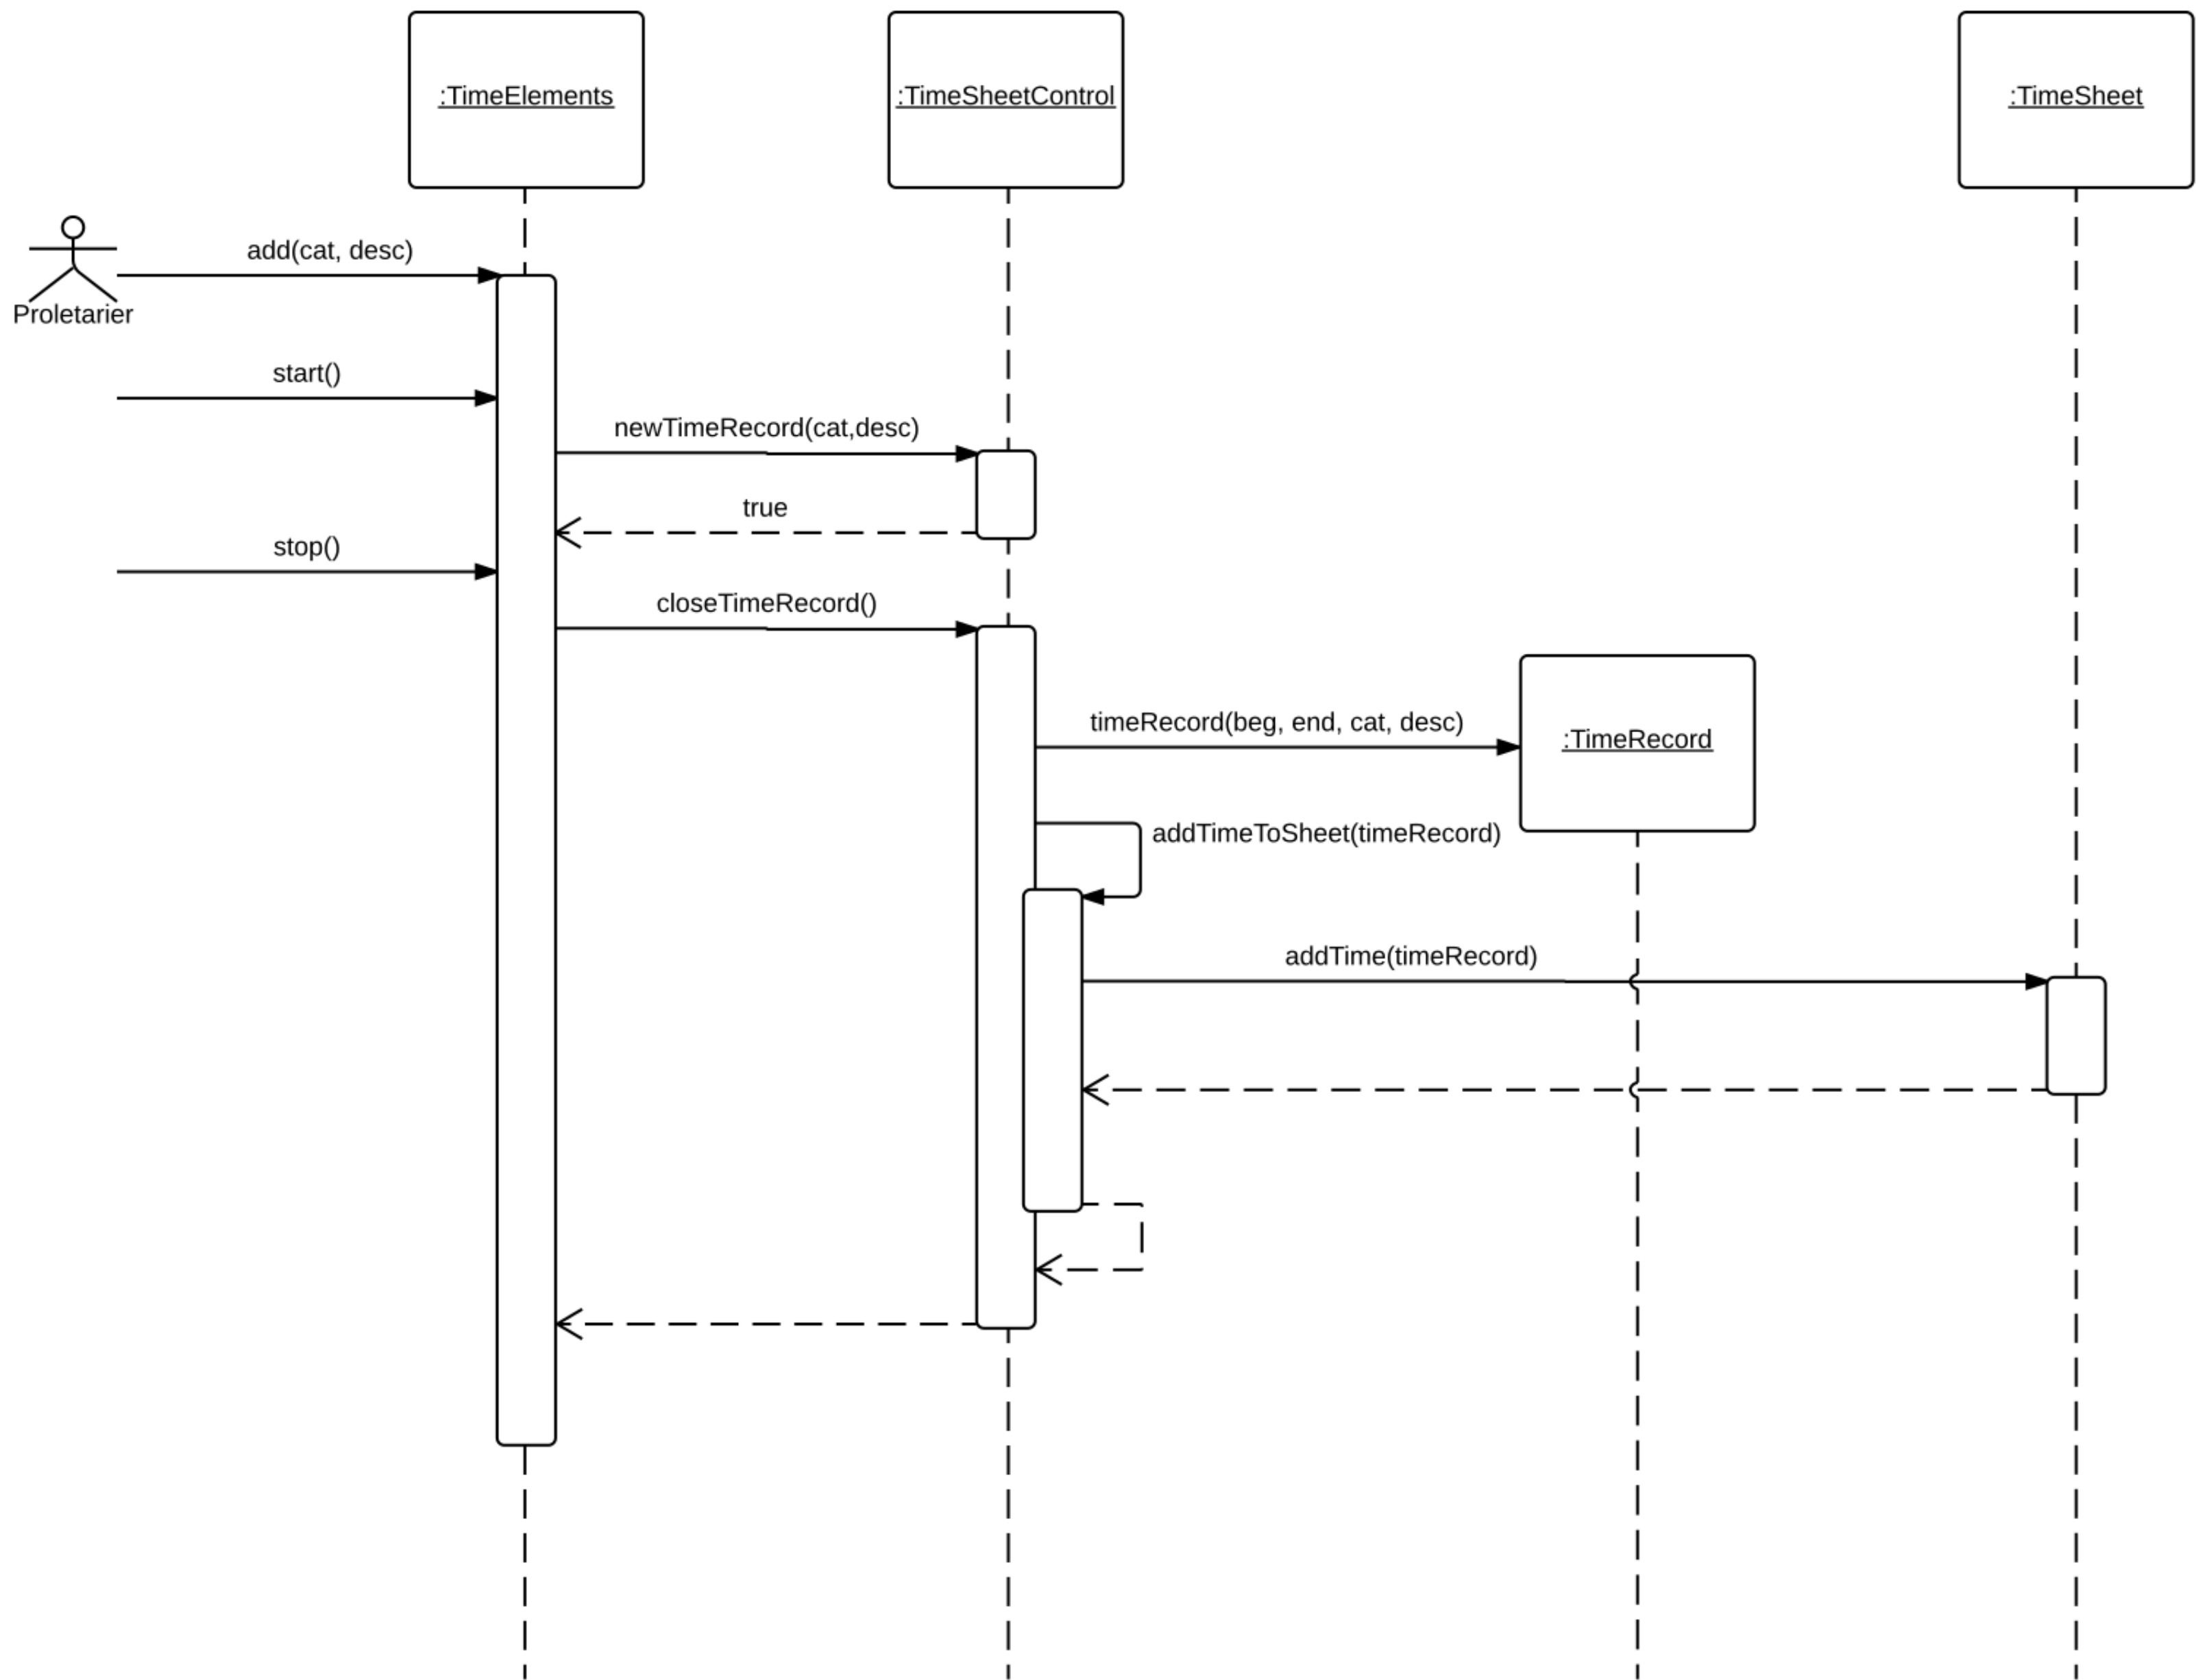 :TimeElements
:TimeSheetControl
:TimeSheet
add(cat, desc)
Proletarier
start()
newTimeRecord(cat,desc)
true
stop()
closeTimeRecord()
timeRecord(beg, end, cat, desc)
:TimeRecord
addTimeToSheet(timeRecord)
addTime(timeRecord)